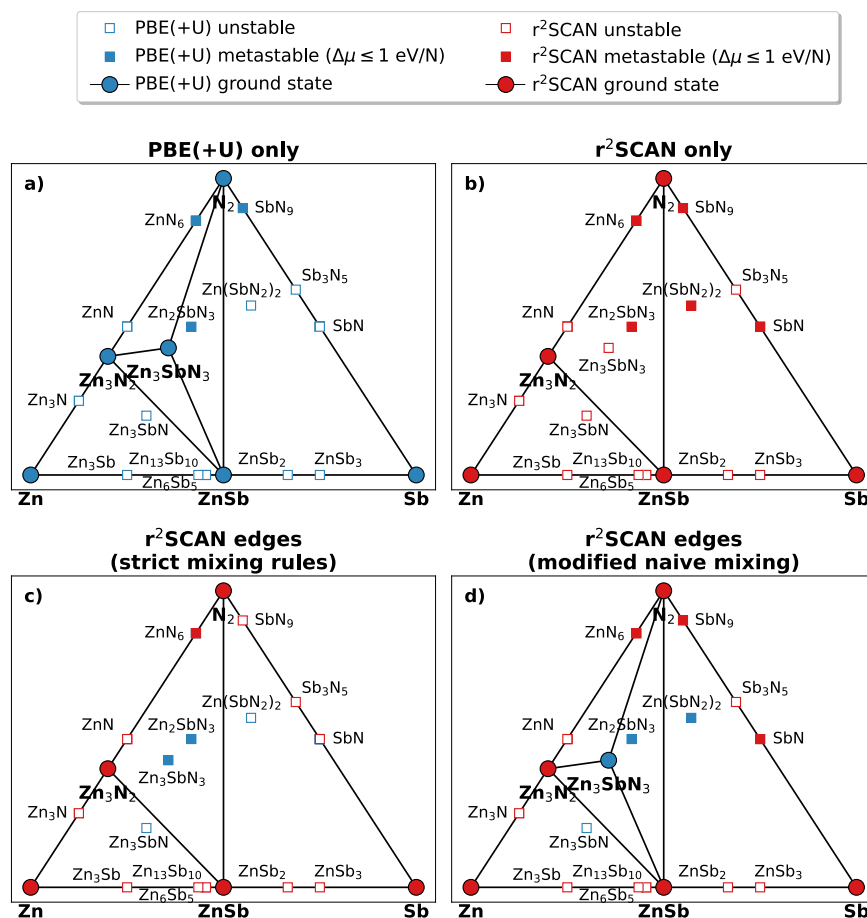 PBE(+U) unstable
PBE(+U) metastable (Δμ ≤ 1 eV/N)
PBE(+U) ground state
r²SCAN unstable
r²SCAN metastable (Δμ ≤ 1 eV/N)
r²SCAN ground state
PBE(+U) only
a)
N₂
ZnN₆
SbN₉
Sb₃N₅
Zn(SbN₂)₂
ZnN
Zn₂SbN₃
SbN
Zn₃N₂
Zn₃SbN₃
Zn₃N
Zn₃SbN
Zn₃Sb
Zn₁₃Sb₁₀
ZnSb₂
ZnSb₃
Zn₆Sb₅
Zn
ZnSb
Sb
r²SCAN only
b)
N₂
ZnN₆
SbN₉
Sb₃N₅
Zn(SbN₂)₂
ZnN
Zn₂SbN₃
SbN
Zn₃SbN₃
Zn₃N₂
Zn₃N
Zn₃SbN
Zn₃Sb
Zn₁₃Sb₁₀
ZnSb₂
ZnSb₃
Zn₆Sb₅
Zn
ZnSb
Sb
r²SCAN edges
(strict mixing rules)
c)
N₂
ZnN₆
SbN₉
Sb₃N₅
Zn(SbN₂)₂
ZnN
Zn₂SbN₃
SbN
Zn₃SbN₃
Zn₃N₂
Zn₃N
Zn₃SbN
Zn₃Sb
Zn₁₃Sb₁₀
ZnSb₂
ZnSb₃
Zn₆Sb₅
Zn
ZnSb
Sb
r²SCAN edges
(modified naive mixing)
d)
N₂
ZnN₆
SbN₉
Sb₃N₅
Zn(SbN₂)₂
ZnN
Zn₂SbN₃
SbN
Zn₃N₂
Zn₃SbN₃
Zn₃N
Zn₃SbN
Zn₃Sb
Zn₁₃Sb₁₀
ZnSb₂
ZnSb₃
Zn₆Sb₅
Zn
ZnSb
Sb